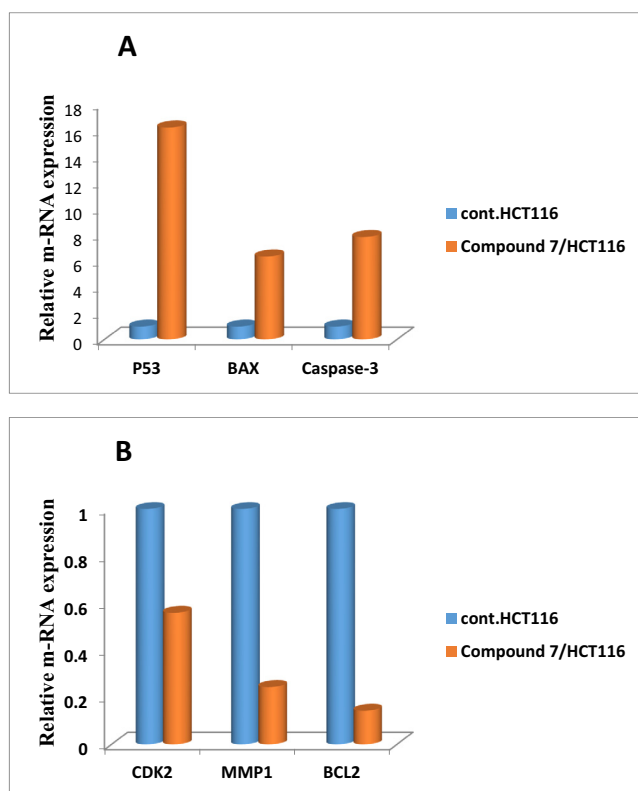 A
Relative m-RNA expression
18
16
14
12
10
8
6
4
2
0
P53 BAX Caspase-3
cont.HCT116
Compound 7/HCT116
B
Relative m-RNA expression
1
0.8
0.6
0.4
0.2
0
CDK2 MMP1 BCL2
cont.HCT116
Compound 7/HCT116